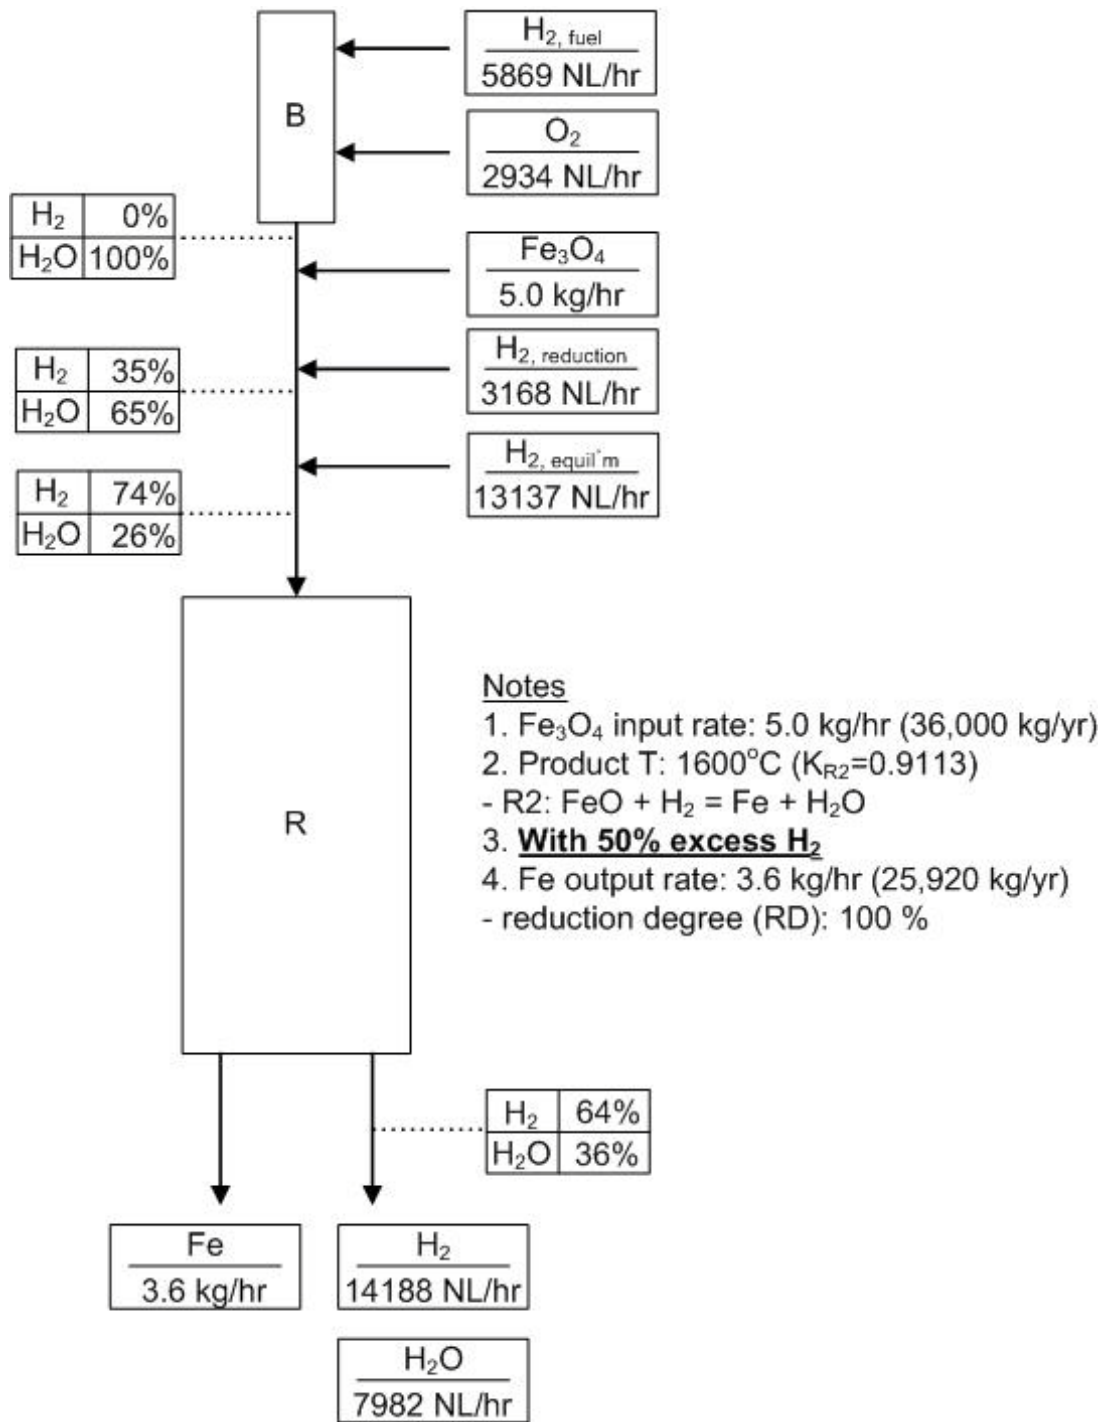 H₂, fuel
5869 NL/hr
B
O₂
2934 NL/hr
H₂ 0%
H₂O 100%
Fe₃O₄
5.0 kg/hr
H₂, reduction
3168 NL/hr
H₂ 35%
H₂O 65%
H₂, equil`m
13137 NL/hr
H₂ 74%
H₂O 26%
R
Notes
1. Fe₃O₄ input rate: 5.0 kg/hr (36,000 kg/yr)
2. Product T: 1600°C (K_R2=0.9113)
- R2: FeO + H₂ = Fe + H₂O
3. With 50% excess H₂
4. Fe output rate: 3.6 kg/hr (25,920 kg/yr)
- reduction degree (RD): 100 %
H₂ 64%
H₂O 36%
Fe
3.6 kg/hr
H₂
14188 NL/hr
H₂O
7982 NL/hr